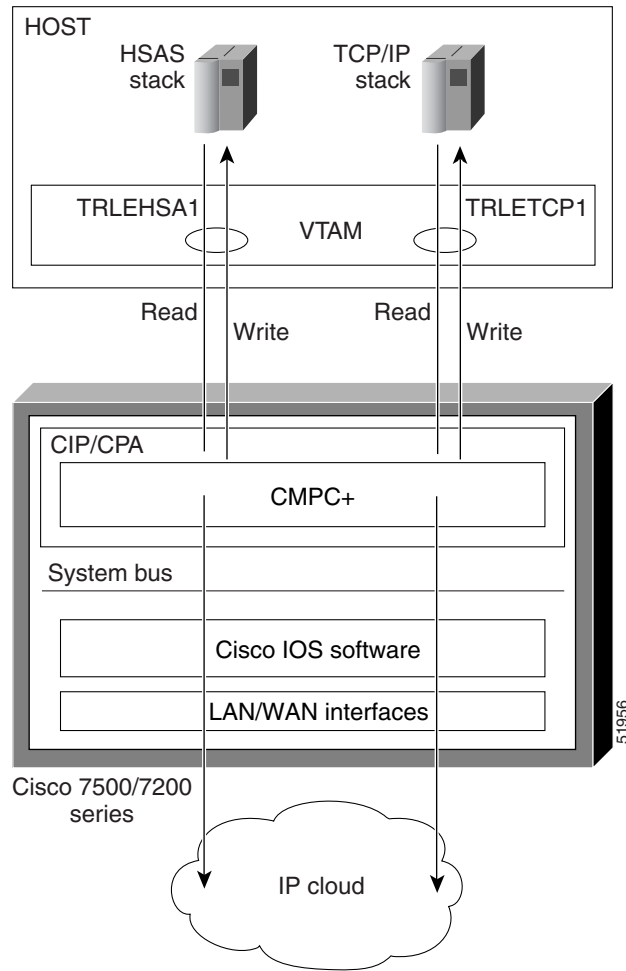 HOST
HSAS
stack
TCP/IP
stack
TRLEHSA1
VTAM
TRLETCP1
Read
Write
Read
Write
CIP/CPA
CMPC+
System bus
Cisco IOS software
LAN/WAN interfaces
51956
Cisco 7500/7200
series
IP cloud